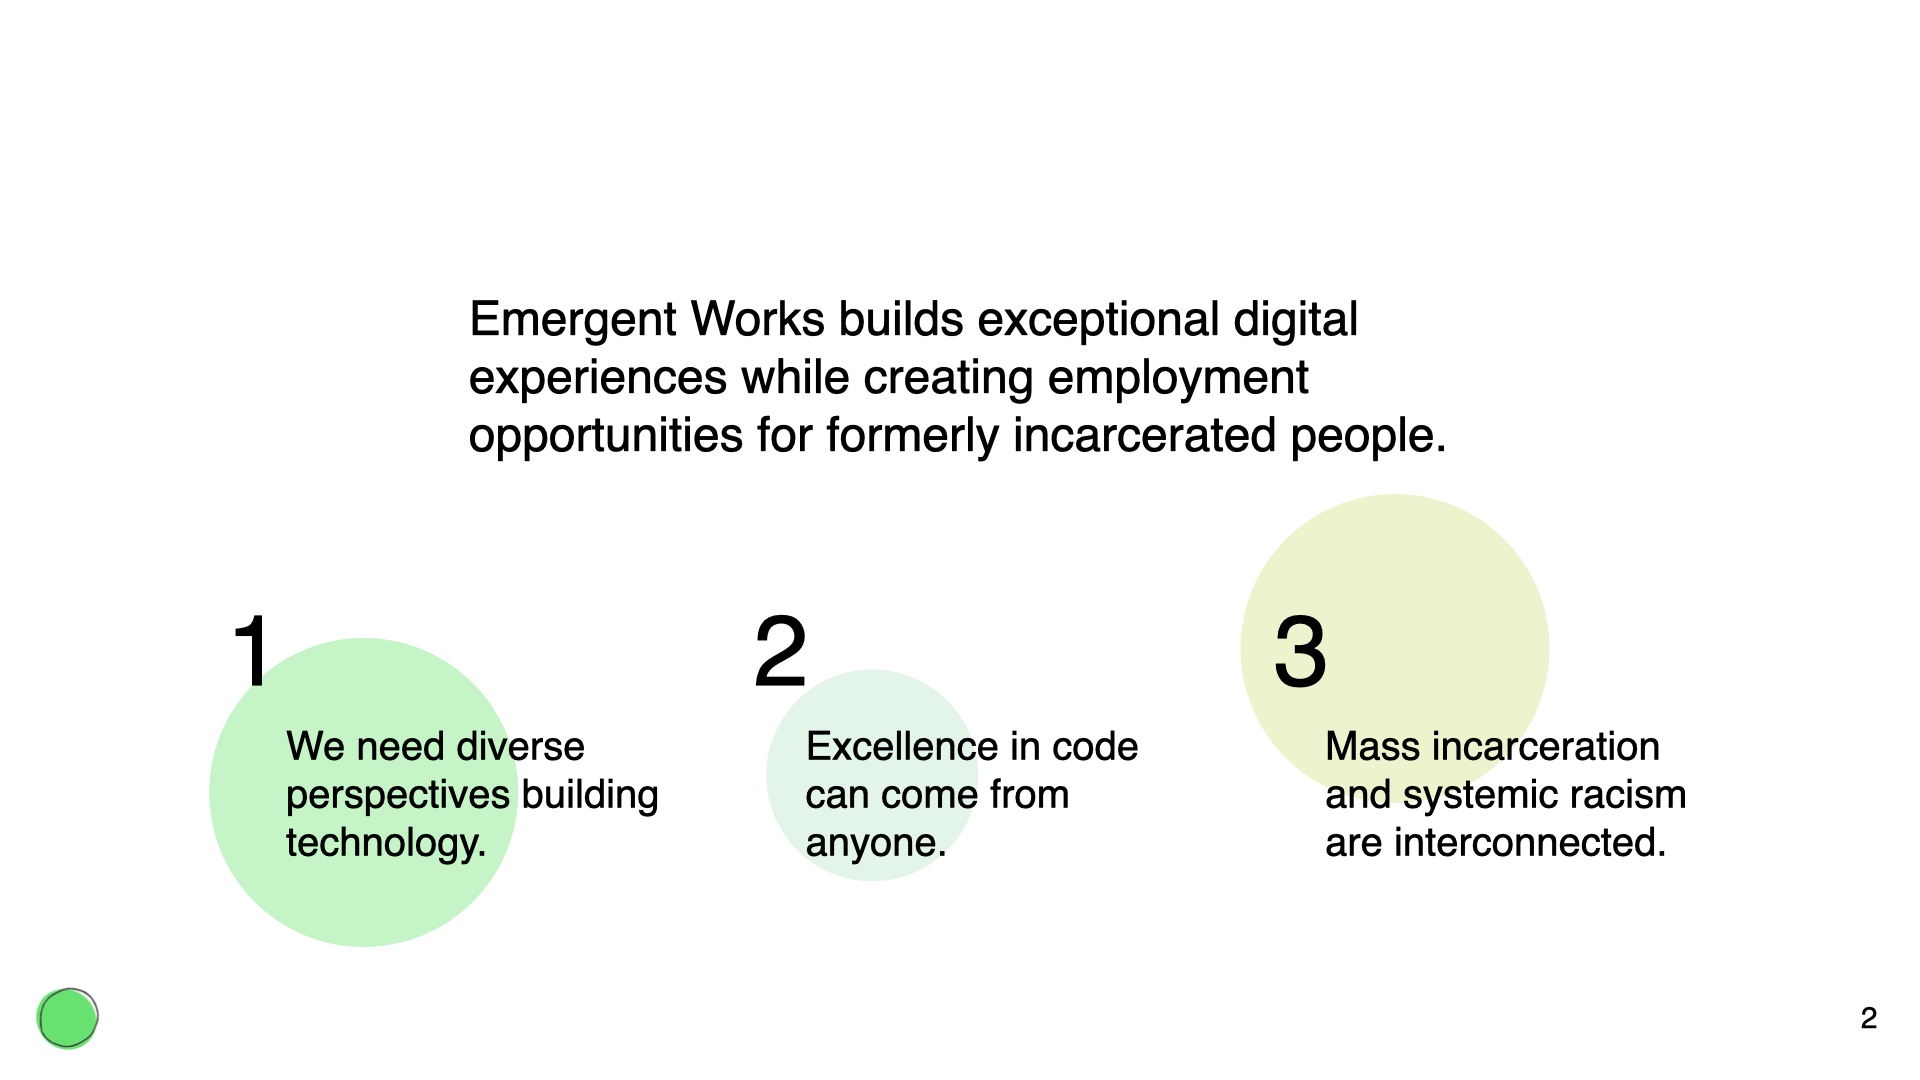 Emergent Works builds exceptional digital
experiences while creating employment
opportunities for formerly incarcerated people.
1
We need diverse
perspectives building
technology.
2
Excellence in code
can come from
anyone.
3
Mass incarceration
and systemic racism
are interconnected.
2